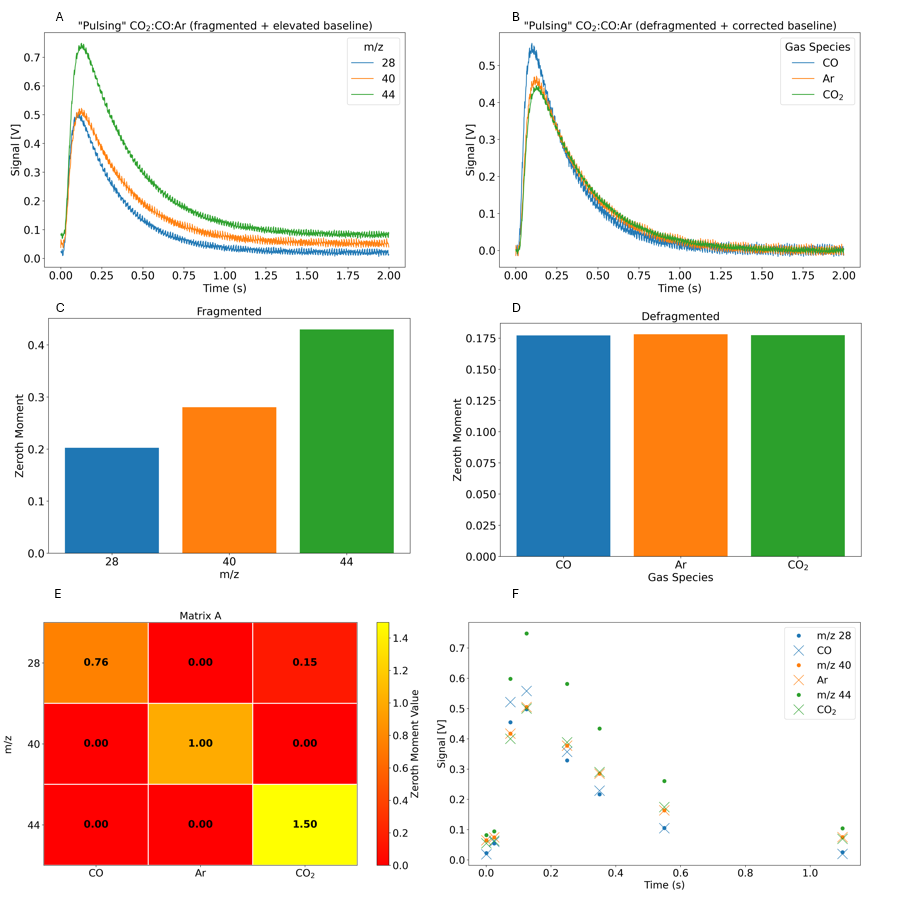 A
"Pulsing" CO₂:CO:Ar (fragmented + elevated baseline)
m/z
28
40
44
Signal [V]
0.7
0.6
0.5
0.4
0.3
0.2
0.1
0.0
0.00 0.25 0.50 0.75 1.00 1.25 1.50 1.75 2.00
Time (s)
B
"Pulsing" CO₂:CO:Ar (defragmented + corrected baseline)
Gas Species
CO
Ar
CO₂
Signal [V]
0.5
0.4
0.3
0.2
0.1
0.0
0.00 0.25 0.50 0.75 1.00 1.25 1.50 1.75 2.00
Time (s)
C
Fragmented
Zeroth Moment
0.4
0.3
0.2
0.1
0.0
28 40 44
m/z
D
Defragmented
Zeroth Moment
0.175
0.150
0.125
0.100
0.075
0.050
0.025
0.000
CO Ar CO₂
Gas Species
E
Matrix A
m/z
28 0.76 0.00 0.15
40 0.00 1.00 0.00
44 0.00 0.00 1.50
CO Ar CO₂
1.4
1.2
1.0
0.8
0.6
0.4
0.2
0.0
Zeroth Moment Value
F
m/z 28
CO
m/z 40
Ar
m/z 44
CO₂
Signal [V]
0.7
0.6
0.5
0.4
0.3
0.2
0.1
0.0
0.0 0.2 0.4 0.6 0.8 1.0
Time (s)